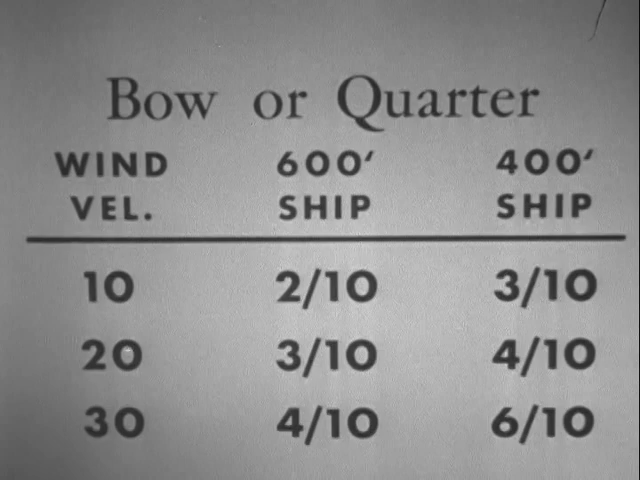 Bow or Quarter
WIND 600′ 400′
VEL. SHIP SHIP
10 2/10 3/10
20 3/10 4/10
30 4/10 6/10